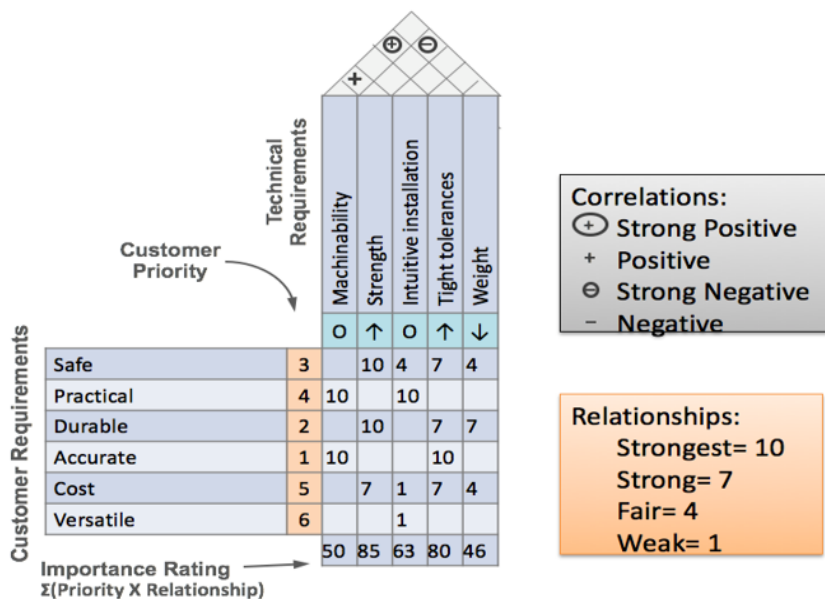 ⊕ ⊖
+
Technical
Requirements
Customer
Priority
Machinability
Strength
Intuitive installation
Tight tolerances
Weight
O ↑ O ↑ ↓
Customer Requirements
Safe 3 10 4 7 4
Practical 4 10 10
Durable 2 10 7 7
Accurate 1 10 10
Cost 5 7 1 7 4
Versatile 6 1
50 85 63 80 46
Importance Rating
Σ(Priority X Relationship)
Correlations:
⊕ Strong Positive
+ Positive
⊖ Strong Negative
− Negative
Relationships:
Strongest= 10
Strong= 7
Fair= 4
Weak= 1